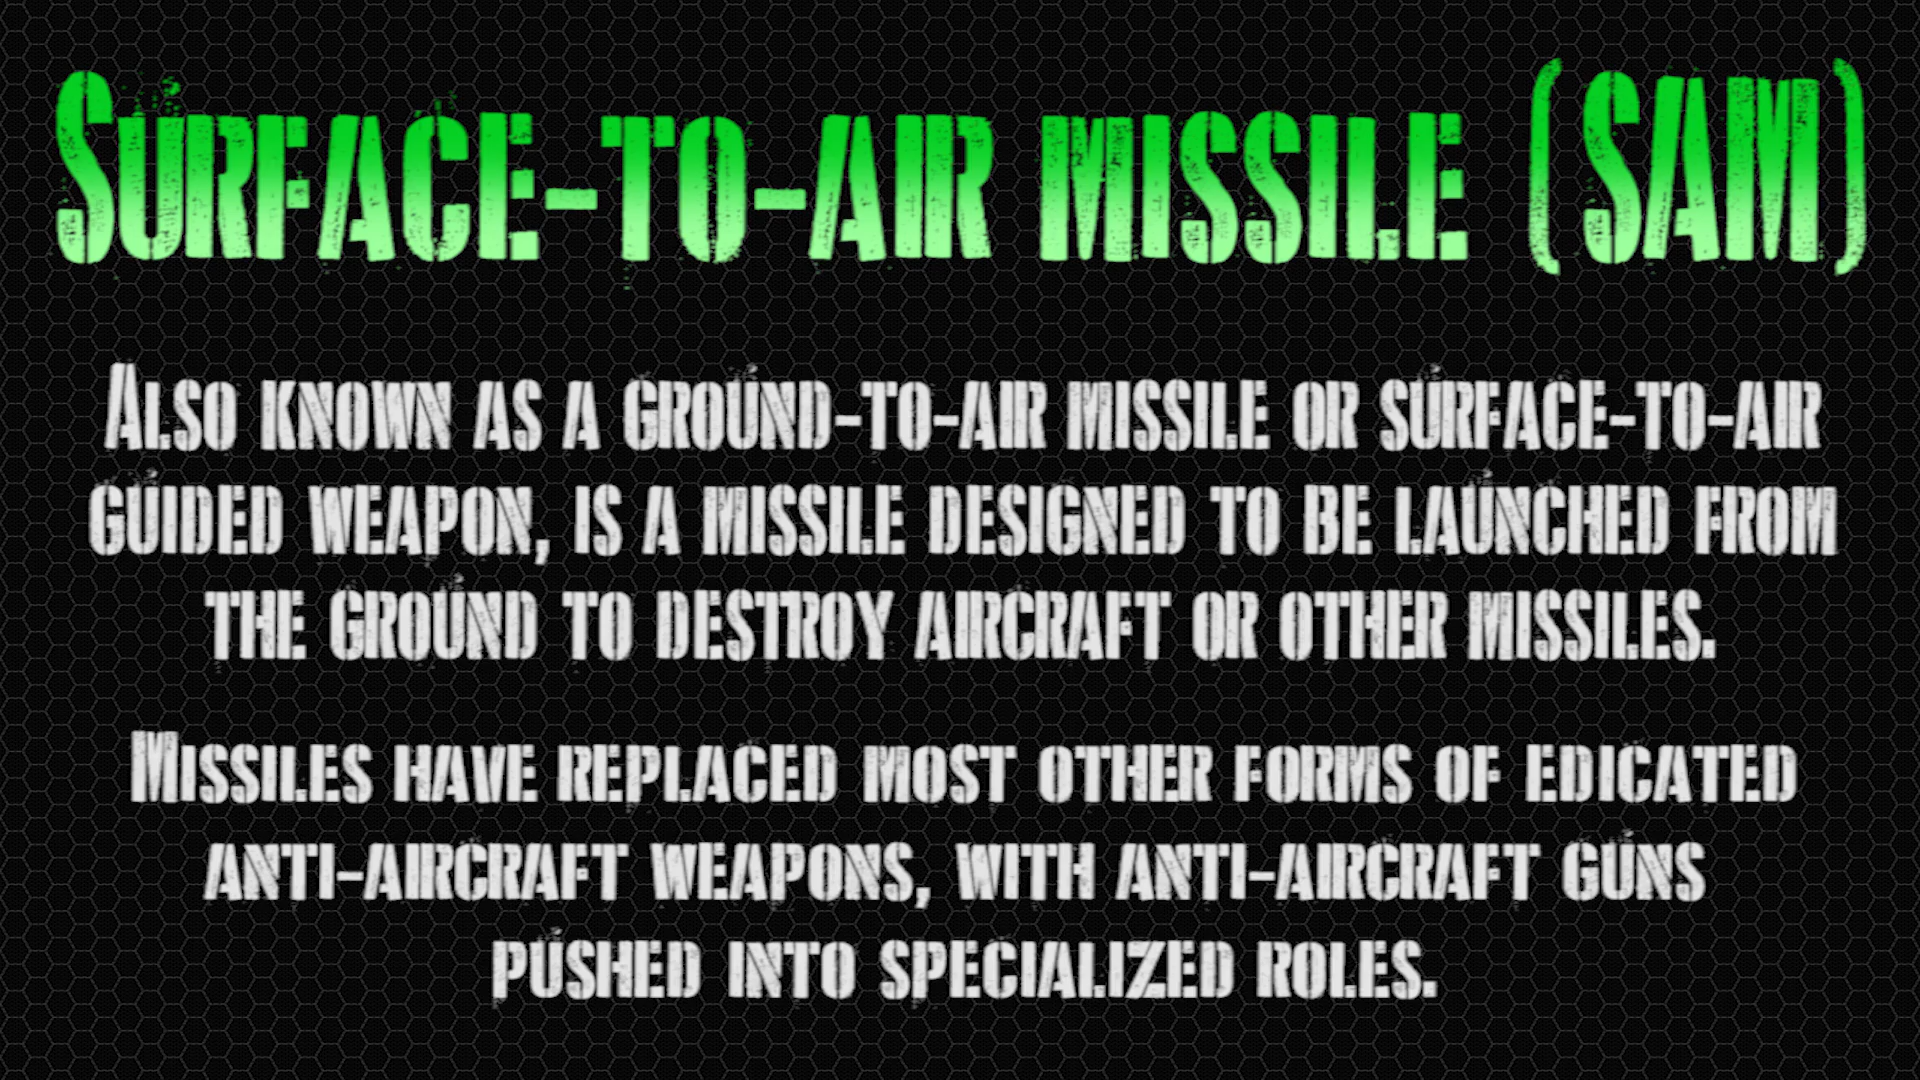 Surface-to-air missile (SAM)
Also known as a ground-to-air missile or surface-to-air
guided weapon, is a missile designed to be launched from
the ground to destroy aircraft or other missiles.
Missiles have replaced most other forms of edicated
anti-aircraft weapons, with anti-aircraft guns
pushed into specialized roles.